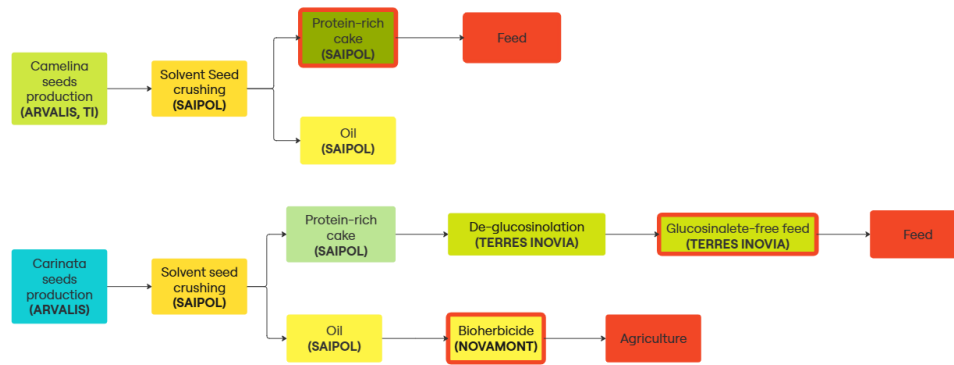 Protein-rich
cake
(SAIPOL)
Feed
Camelina
seeds
production
(ARVALIS, TI)
Solvent Seed
crushing
(SAIPOL)
Oil
(SAIPOL)
Protein-rich
cake
(SAIPOL)
De-glucosinolation
(TERRES INOVIA)
Glucosinalete-free feed
(TERRES INOVIA)
Feed
Carinata
seeds
production
(ARVALIS)
Solvent seed
crushing
(SAIPOL)
Oil
(SAIPOL)
Bioherbicide
(NOVAMONT)
Agriculture